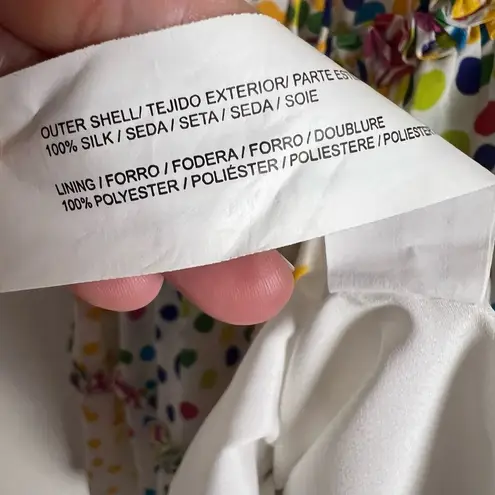 OUTER SHELL/ TEJIDO EXTERIOR/ PARTE
100% SILK / SEDA / SETA / SEDA / SOIE
LINING / FORRO / FODERA / FORRO / DOUBLURE
100% POLYESTER / POLIÉSTER / POLIESTERE / POLIESTER